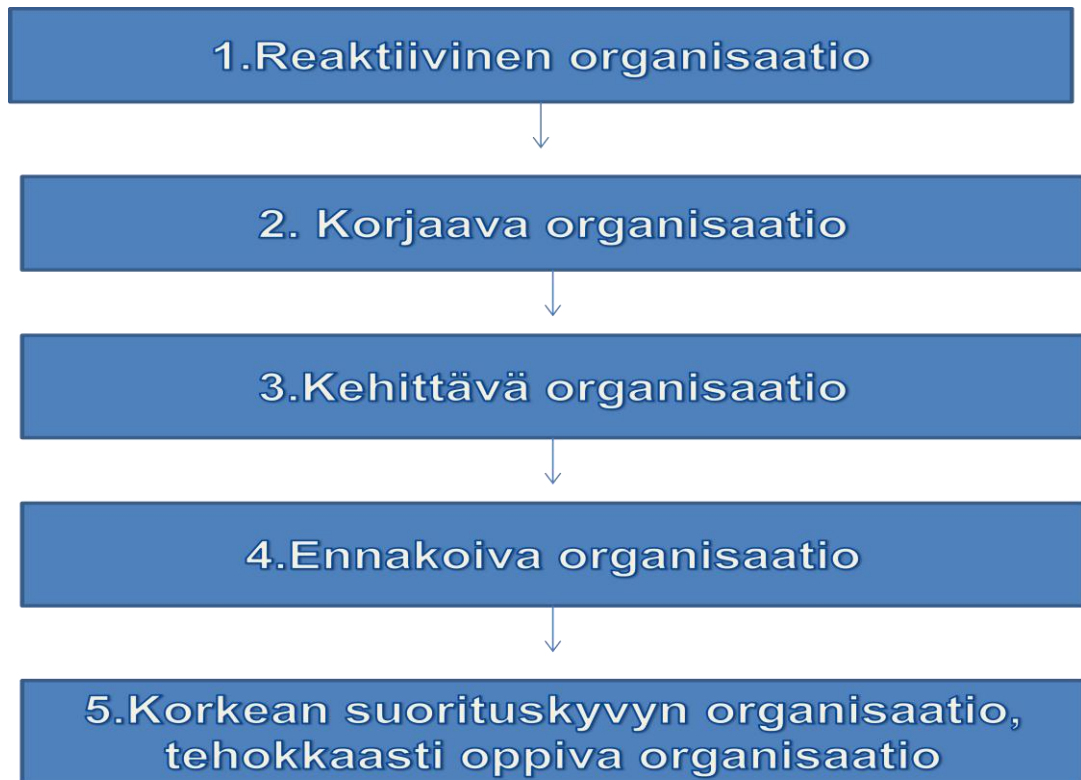 1.Reaktiivinen organisaatio
2. Korjaava organisaatio
3.Kehittävä organisaatio
4.Ennakoiva organisaatio
5.Korkean suorituskyvyn organisaatio,
tehokkaasti oppiva organisaatio